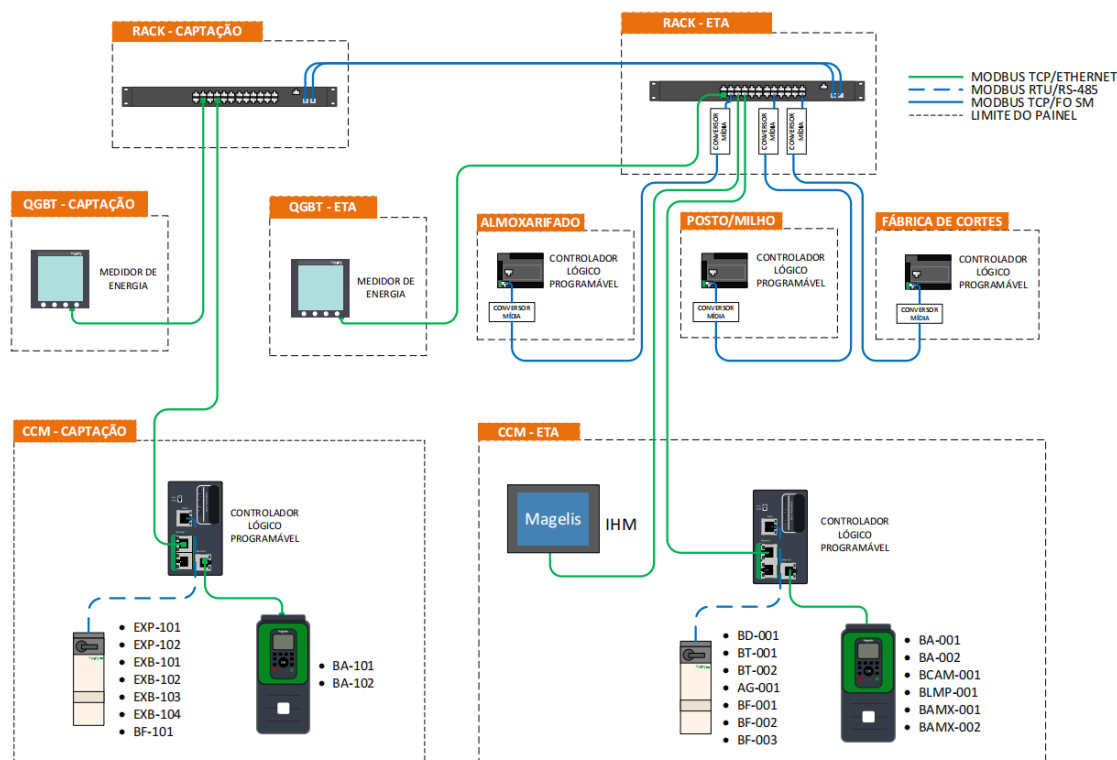 RACK - CAPTAÇÃO
RACK - ETA
MODBUS TCP/ETHERNET
MODBUS RTU/RS-485
MODBUS TCP/FO SM
LIMITE DO PAINEL
CONVERSOR
MÍDIA
CONVERSOR
MÍDIA
CONVERSOR
MÍDIA
QGBT - CAPTAÇÃO
MEDIDOR DE
ENERGIA
QGBT - ETA
MEDIDOR DE
ENERGIA
ALMOXARIFADO
CONTROLADOR
LÓGICO
PROGRAMÁVEL
CONVERSOR
MÍDIA
POSTO/MILHO
CONTROLADOR
LÓGICO
PROGRAMÁVEL
CONVERSOR
MÍDIA
FÁBRICA DE CORTES
CONTROLADOR
LÓGICO
PROGRAMÁVEL
CONVERSOR
MÍDIA
CCM - CAPTAÇÃO
CONTROLADOR
LÓGICO
PROGRAMÁVEL
• EXP-101
• EXP-102
• EXB-101
• EXB-102
• EXB-103
• EXB-104
• BF-101
• BA-101
• BA-102
CCM - ETA
Magelis
IHM
CONTROLADOR
LÓGICO
PROGRAMÁVEL
• BD-001
• BT-001
• BT-002
• AG-001
• BF-001
• BF-002
• BF-003
• BA-001
• BA-002
• BCAM-001
• BLMP-001
• BAMX-001
• BAMX-002